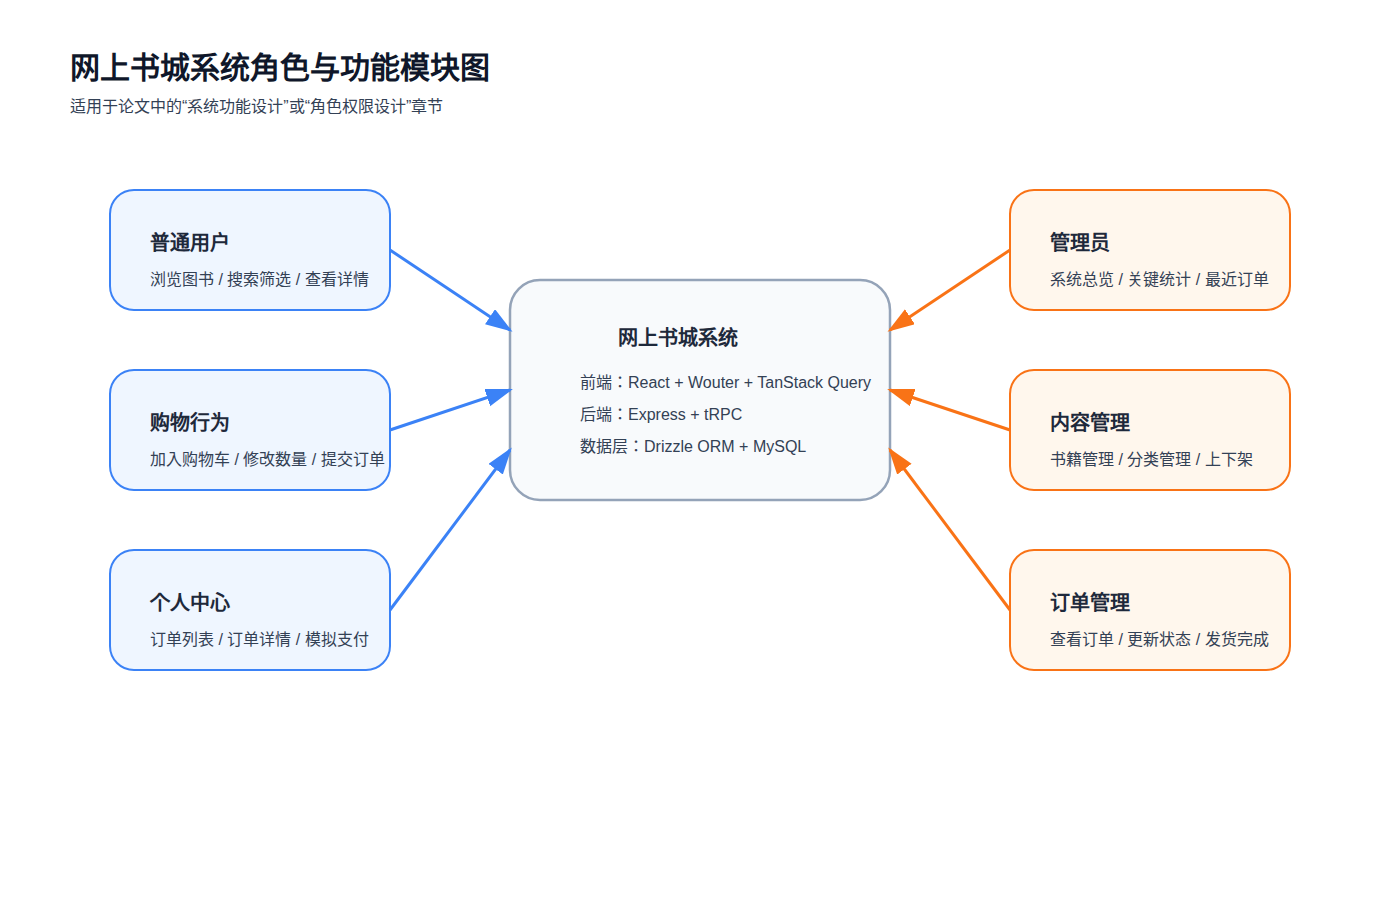 网上书城系统角色与功能模块图
适用于论文中的“系统功能设计”或“角色权限设计”章节
普通用户
浏览图书 / 搜索筛选 / 查看详情
购物行为
加入购物车 / 修改数量 / 提交订单
个人中心
订单列表 / 订单详情 / 模拟支付
网上书城系统
前端：React + Wouter + TanStack Query
后端：Express + tRPC
数据层：Drizzle ORM + MySQL
管理员
系统总览 / 关键统计 / 最近订单
内容管理
书籍管理 / 分类管理 / 上下架
订单管理
查看订单 / 更新状态 / 发货完成